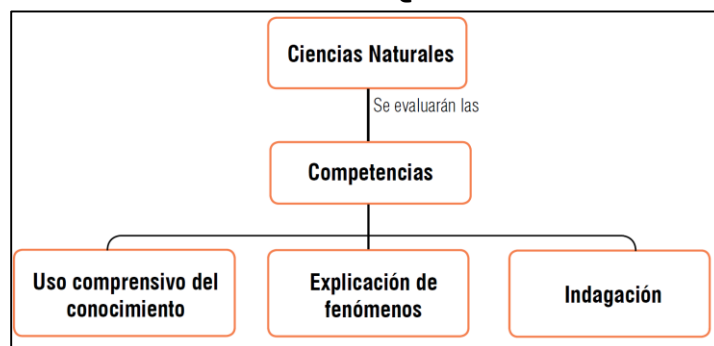 Ciencias Naturales
Se evaluarán las
Competencias
Uso comprensivo del
conocimiento
Explicación de
fenómenos
Indagación